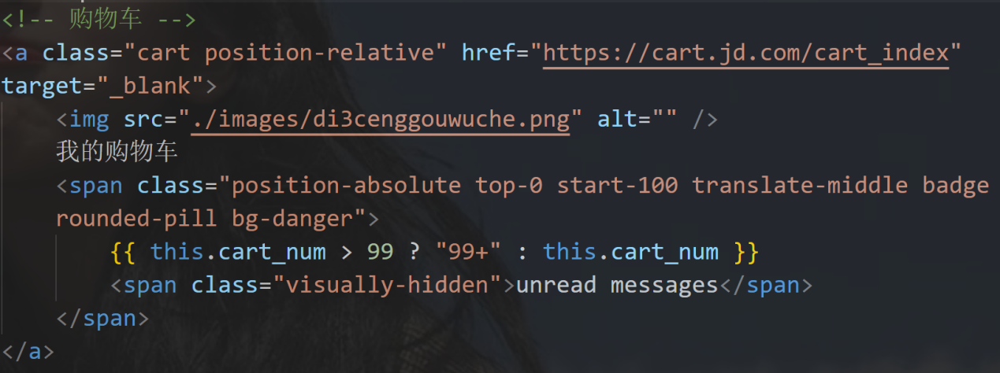 <!-- 购物车 -->
<a class="cart position-relative" href="https://cart.jd.com/cart_index"
target="_blank">
<img src="./images/di3cenggouwuche.png" alt="" />
我的购物车
<span class="position-absolute top-0 start-100 translate-middle badge
rounded-pill bg-danger">
{{ this.cart_num > 99 ? "99+" : this.cart_num }}
<span class="visually-hidden">unread messages</span>
</span>
</a>